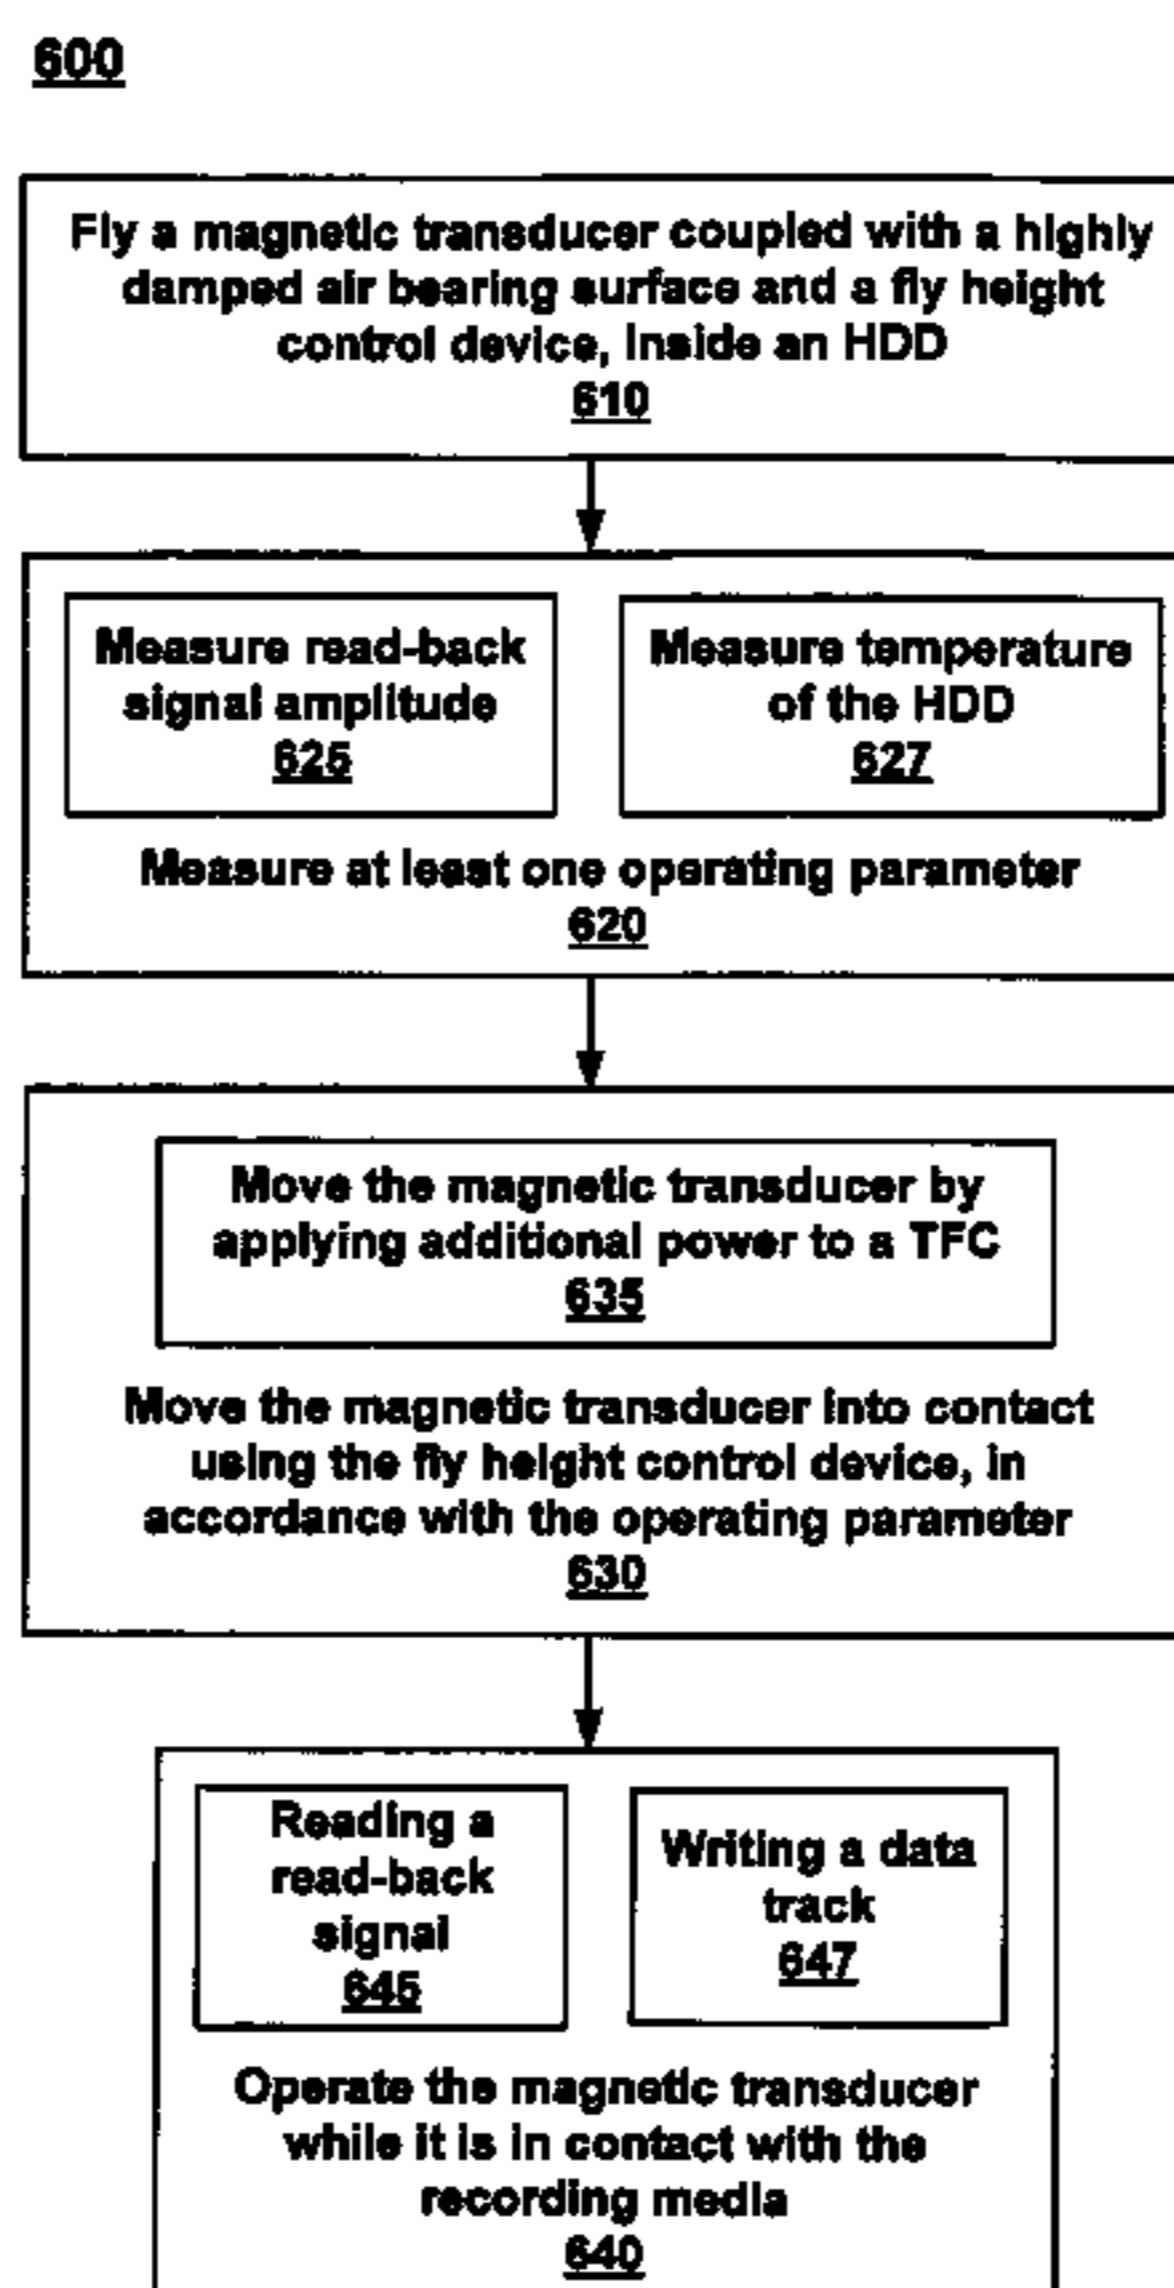 600
Fly a magnetic transducer coupled with a highly
damped air bearing surface and a fly height
control device, inside an HDD
610
Measure read-back
signal amplitude
625
Measure temperature
of the HDD
627
Measure at least one operating parameter
620
Move the magnetic transducer by
applying additional power to a TFC
635
Move the magnetic transducer into contact
using the fly height control device, in
accordance with the operating parameter
630
Reading a
read-back
signal
645
Writing a data
track
647
Operate the magnetic transducer
while it is in contact with the
recording media
640